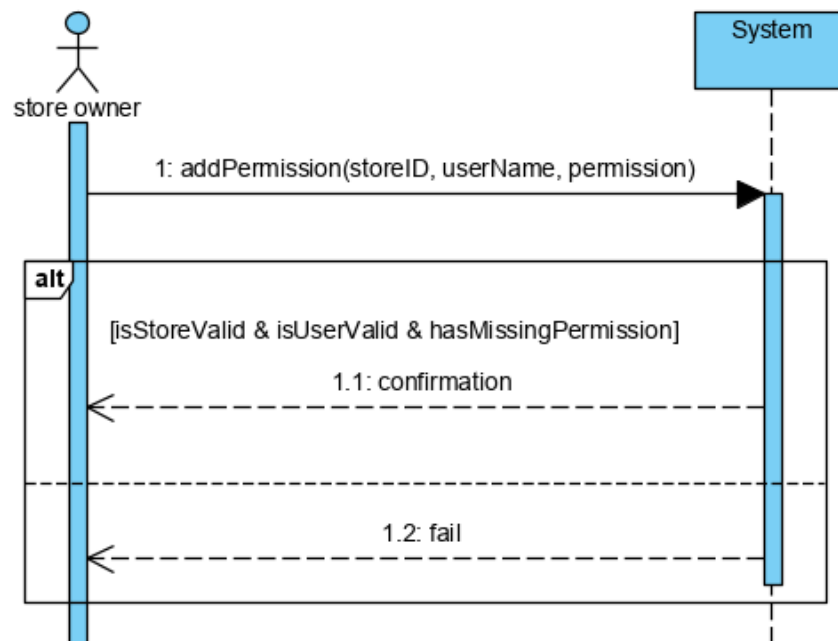 System
store owner
1: addPermission(storeID, userName, permission)
alt
[isStoreValid & isUserValid & hasMissingPermission]
1.1: confirmation
1.2: fail